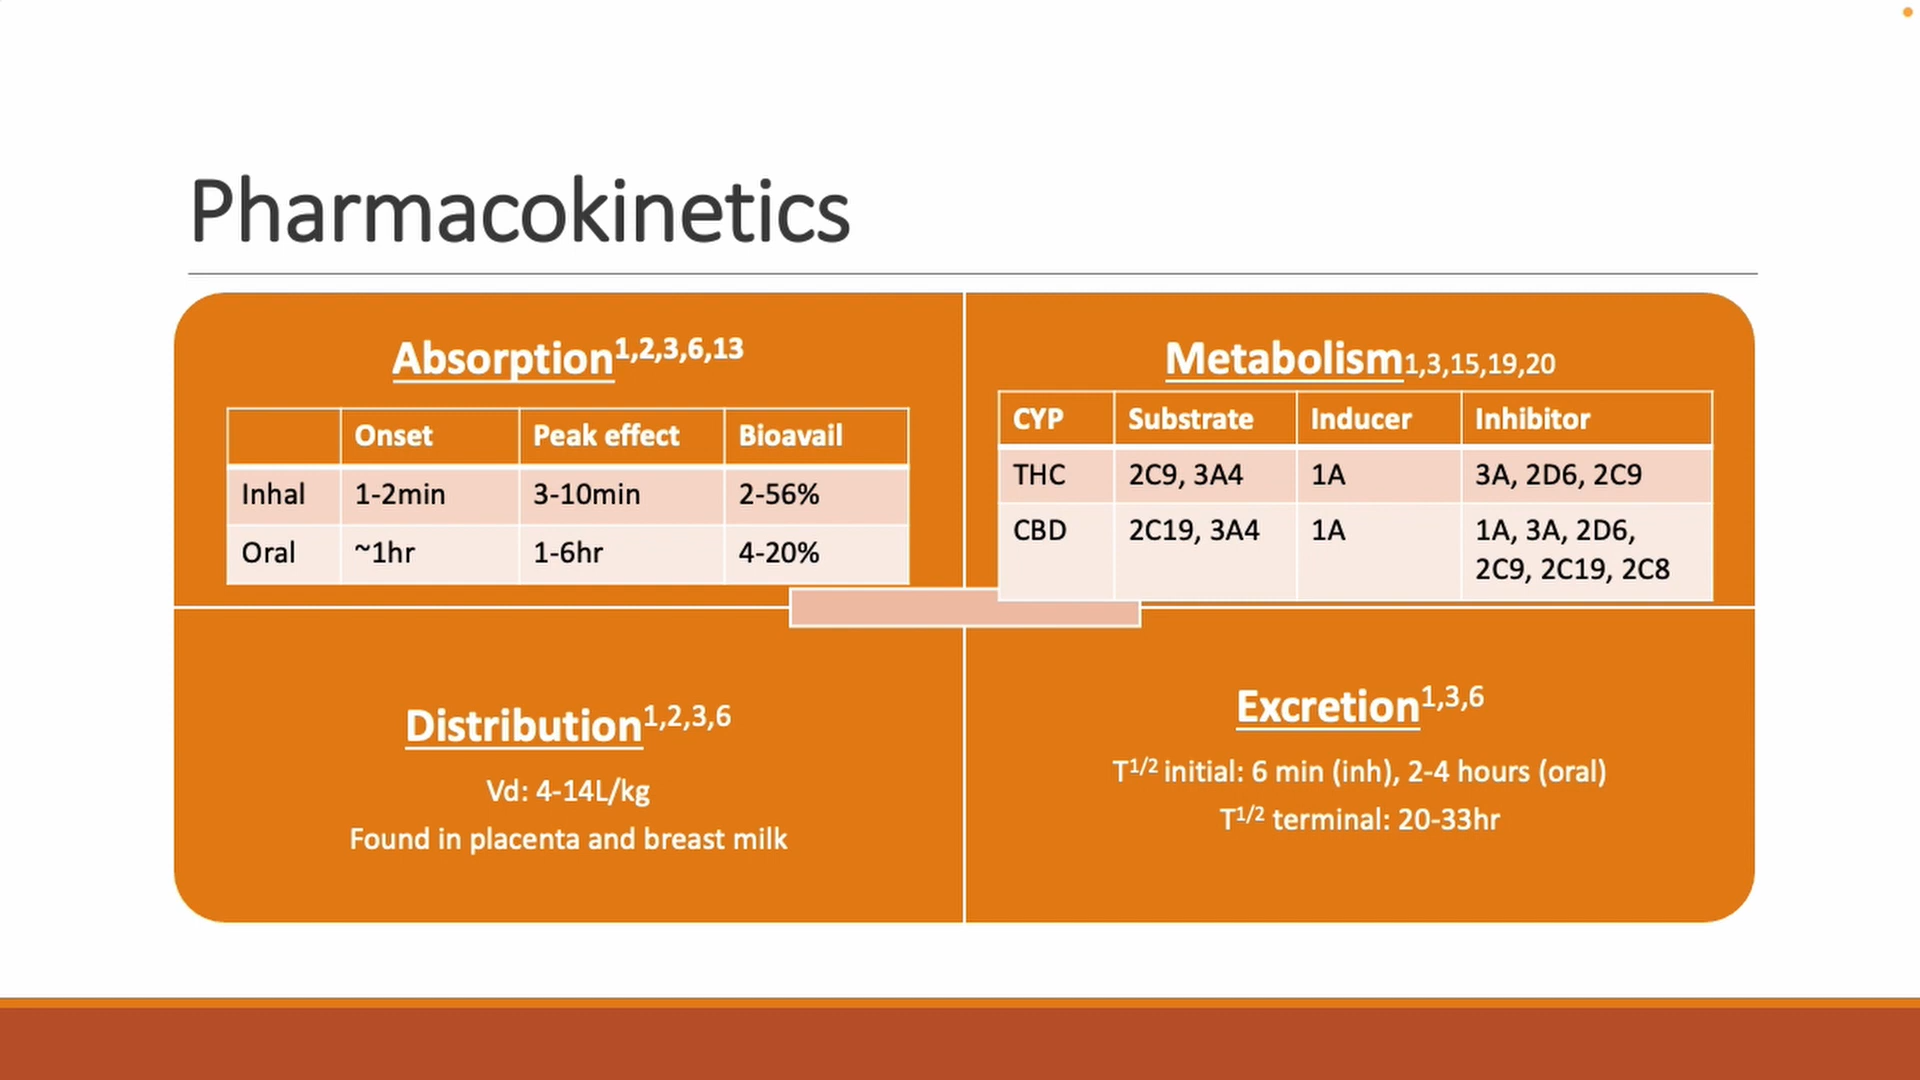 Pharmacokinetics
Absorption1,2,3,6,13
Onset Peak effect Bioavail
Inhal 1-2min 3-10min 2-56%
Oral ~1hr 1-6hr 4-20%
Metabolism1,3,15,19,20
CYP Substrate Inducer Inhibitor
THC 2C9, 3A4 1A 3A, 2D6, 2C9
CBD 2C19, 3A4 1A 1A, 3A, 2D6,
2C9, 2C19, 2C8
Distribution1,2,3,6
Vd: 4-14L/kg
Found in placenta and breast milk
Excretion1,3,6
T1/2 initial: 6 min (inh), 2-4 hours (oral)
T1/2 terminal: 20-33hr